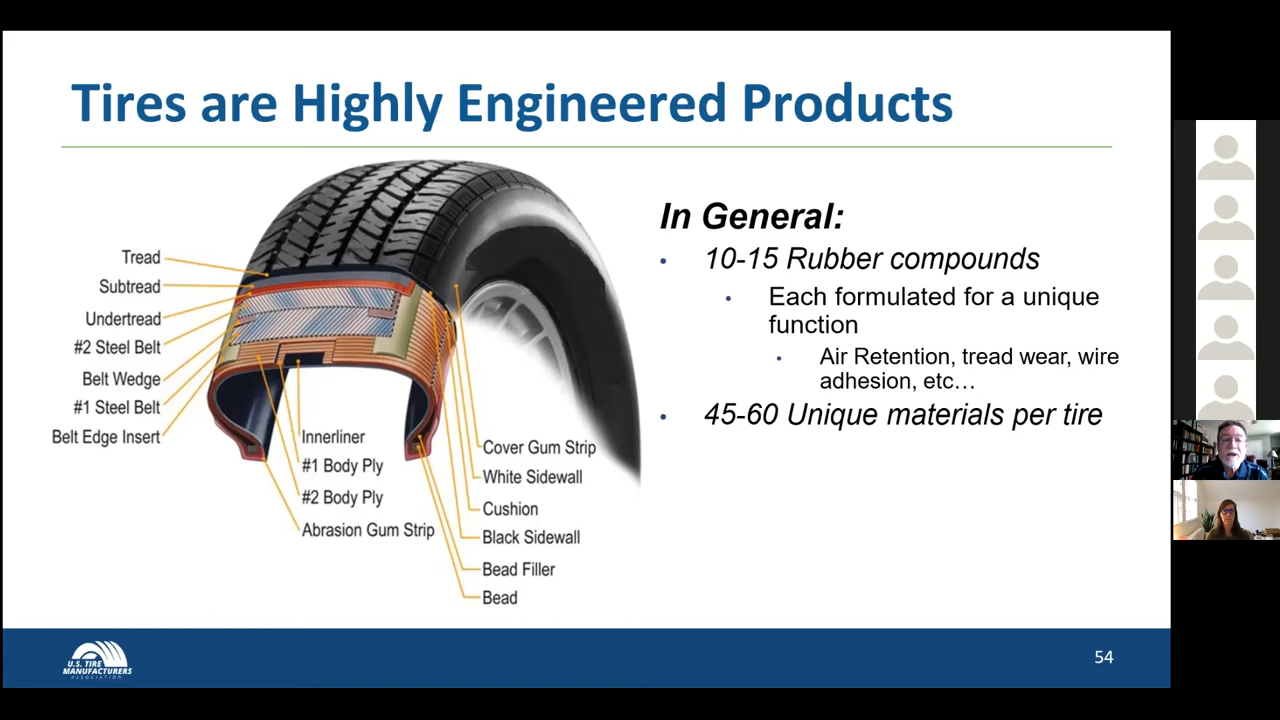 Tires are Highly Engineered Products
Tread
Subtread
Undertread
#2 Steel Belt
Belt Wedge
#1 Steel Belt
Belt Edge Insert
Innerliner
#1 Body Ply
#2 Body Ply
Abrasion Gum Strip
Cover Gum Strip
White Sidewall
Cushion
Black Sidewall
Bead Filler
Bead
In General:
• 10-15 Rubber compounds
• Each formulated for a unique
function
• Air Retention, tread wear, wire
adhesion, etc…
• 45-60 Unique materials per tire
U.S. TIRE
MANUFACTURERS
ASSOCIATION
54